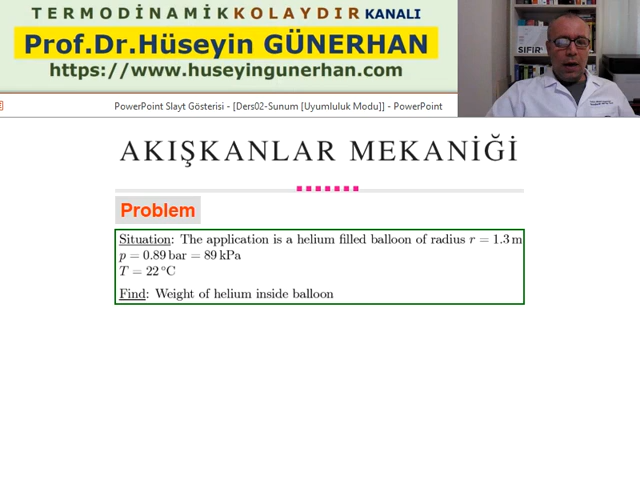 TERMODİNAMİKKOLAYDIR KANALI
Prof.Dr.Hüseyin GÜNERHAN
https://www.huseyingunerhan.com
SIFIR
PowerPoint Slayt Gösterisi - [Ders02-Sunum [Uyumluluk Modu]] - PowerPoint
AKIŞKANLAR MEKANİĞİ
Problem
Situation: The application is a helium filled balloon of radius r = 1.3 m
p = 0.89 bar = 89 kPa
T = 22 °C
Find: Weight of helium inside balloon